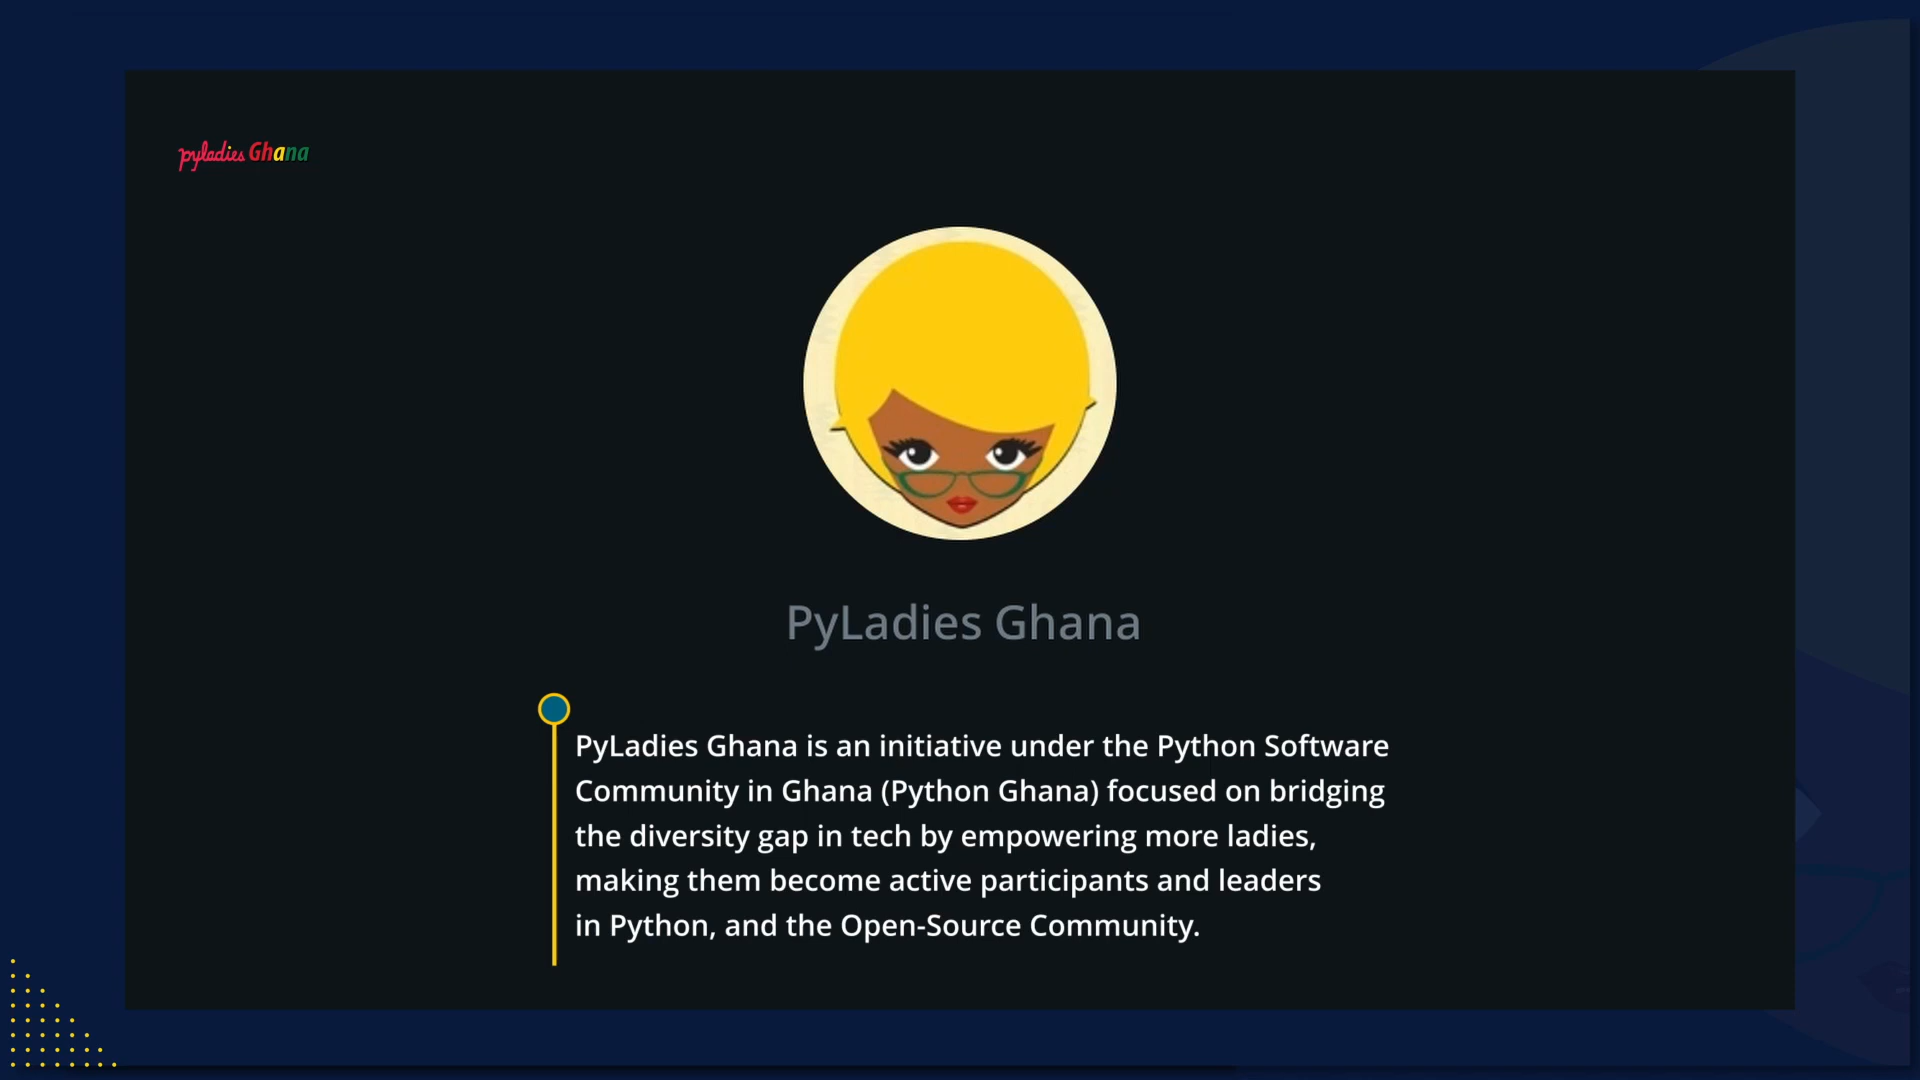 pyladies Ghana
PyLadies Ghana
PyLadies Ghana is an initiative under the Python Software
Community in Ghana (Python Ghana) focused on bridging
the diversity gap in tech by empowering more ladies,
making them become active participants and leaders
in Python, and the Open-Source Community.